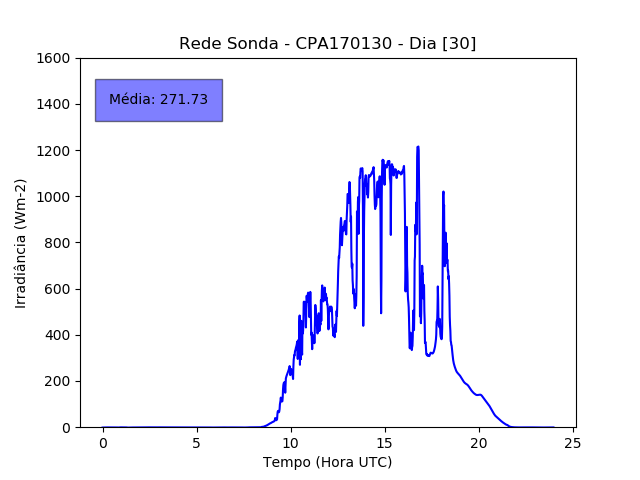 Rede Sonda - CPA170130 - Dia [30]
1600
1400
1200
1000
800
600
400
200
0
Média: 271.73
Irradiância (Wm-2)
0 5 10 15 20 25
Tempo (Hora UTC)